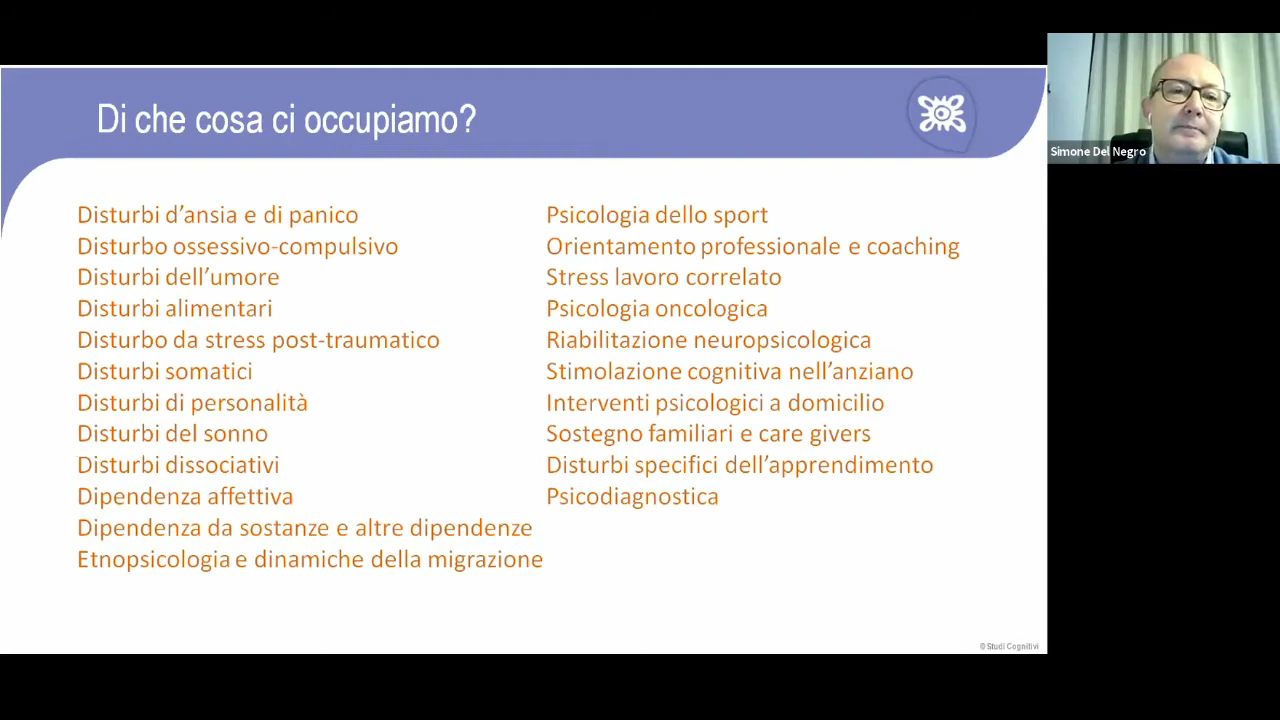 Di che cosa ci occupiamo?
Disturbi d’ansia e di panico
Disturbo ossessivo-compulsivo
Disturbi dell’umore
Disturbi alimentari
Disturbo da stress post-traumatico
Disturbi somatici
Disturbi di personalità
Disturbi del sonno
Disturbi dissociativi
Dipendenza affettiva
Dipendenza da sostanze e altre dipendenze
Etnopsicologia e dinamiche della migrazione
Psicologia dello sport
Orientamento professionale e coaching
Stress lavoro correlato
Psicologia oncologica
Riabilitazione neuropsicologica
Stimolazione cognitiva nell’anziano
Interventi psicologici a domicilio
Sostegno familiari e care givers
Disturbi specifici dell’apprendimento
Psicodiagnostica
© Studi Cognitivi
Simone Del Negro